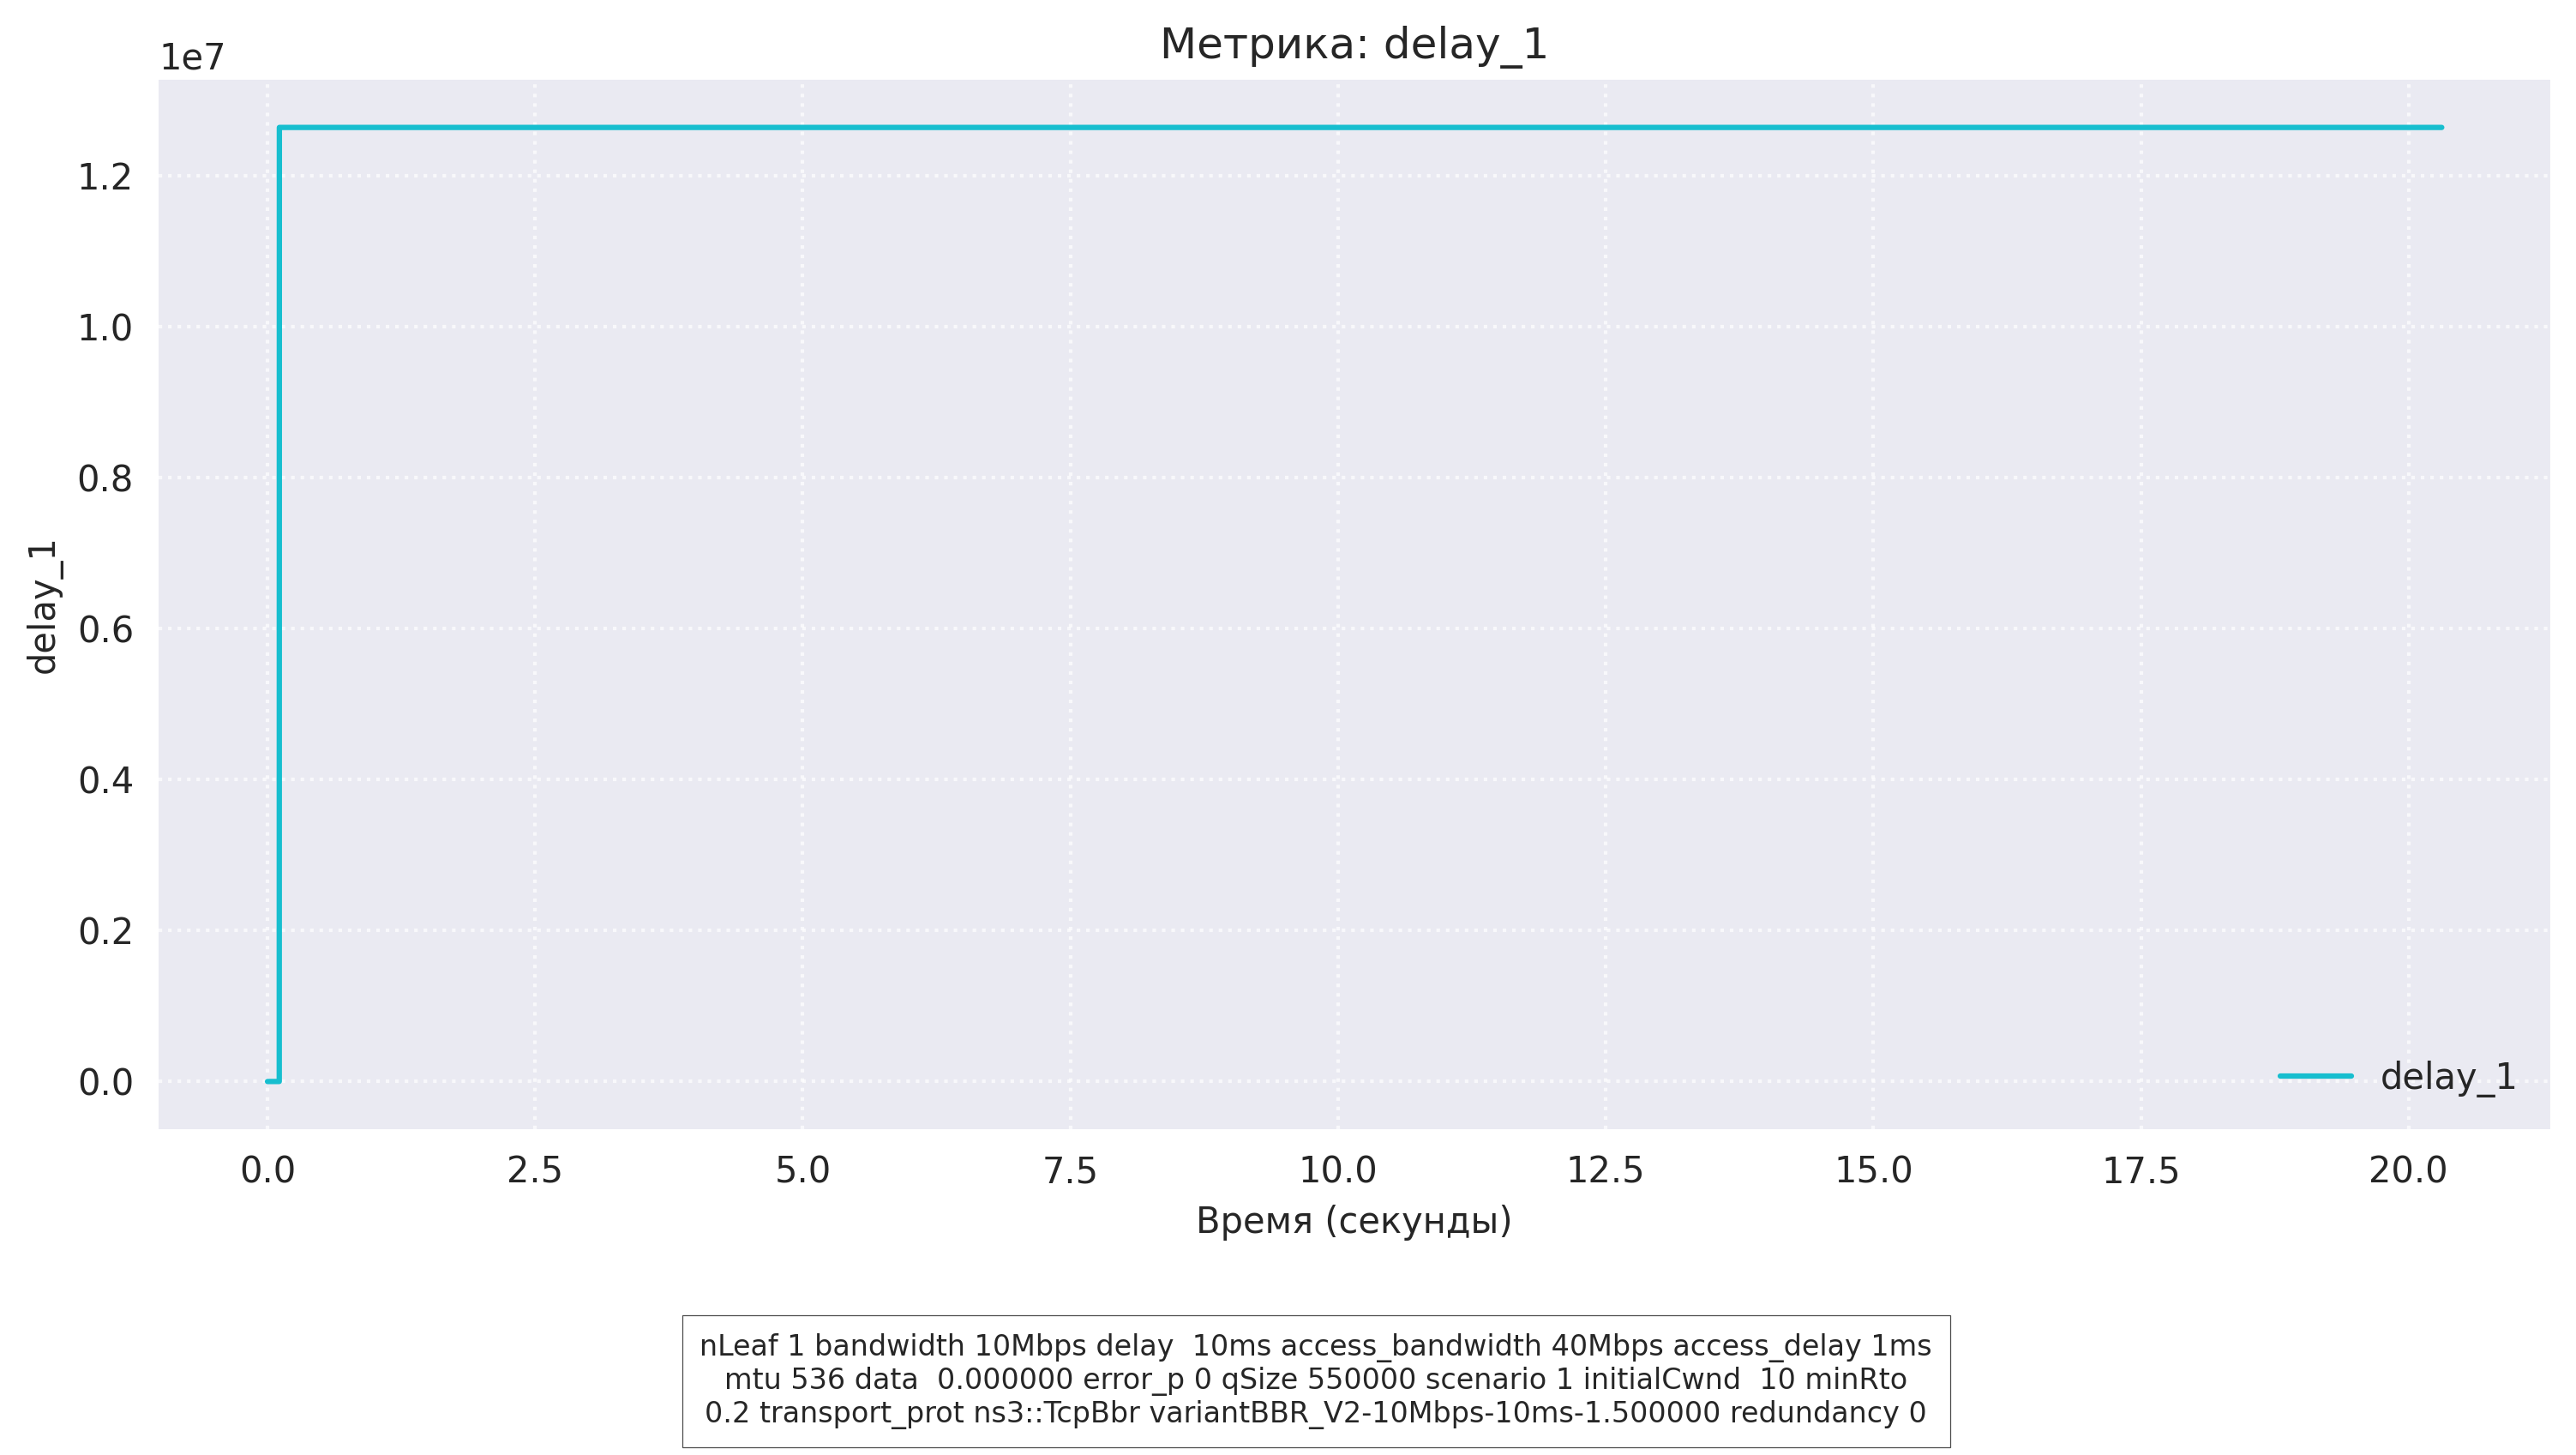 Метрика: delay_1
1e7
1.2
1.0
0.8
0.6
0.4
0.2
0.0
delay_1
delay_1
0.0 2.5 5.0 7.5 10.0 12.5 15.0 17.5 20.0
Время (секунды)
nLeaf 1 bandwidth 10Mbps delay  10ms access_bandwidth 40Mbps access_delay 1ms
mtu 536 data  0.000000 error_p 0 qSize 550000 scenario 1 initialCwnd  10 minRto
0.2 transport_prot ns3::TcpBbr variantBBR_V2-10Mbps-10ms-1.500000 redundancy 0